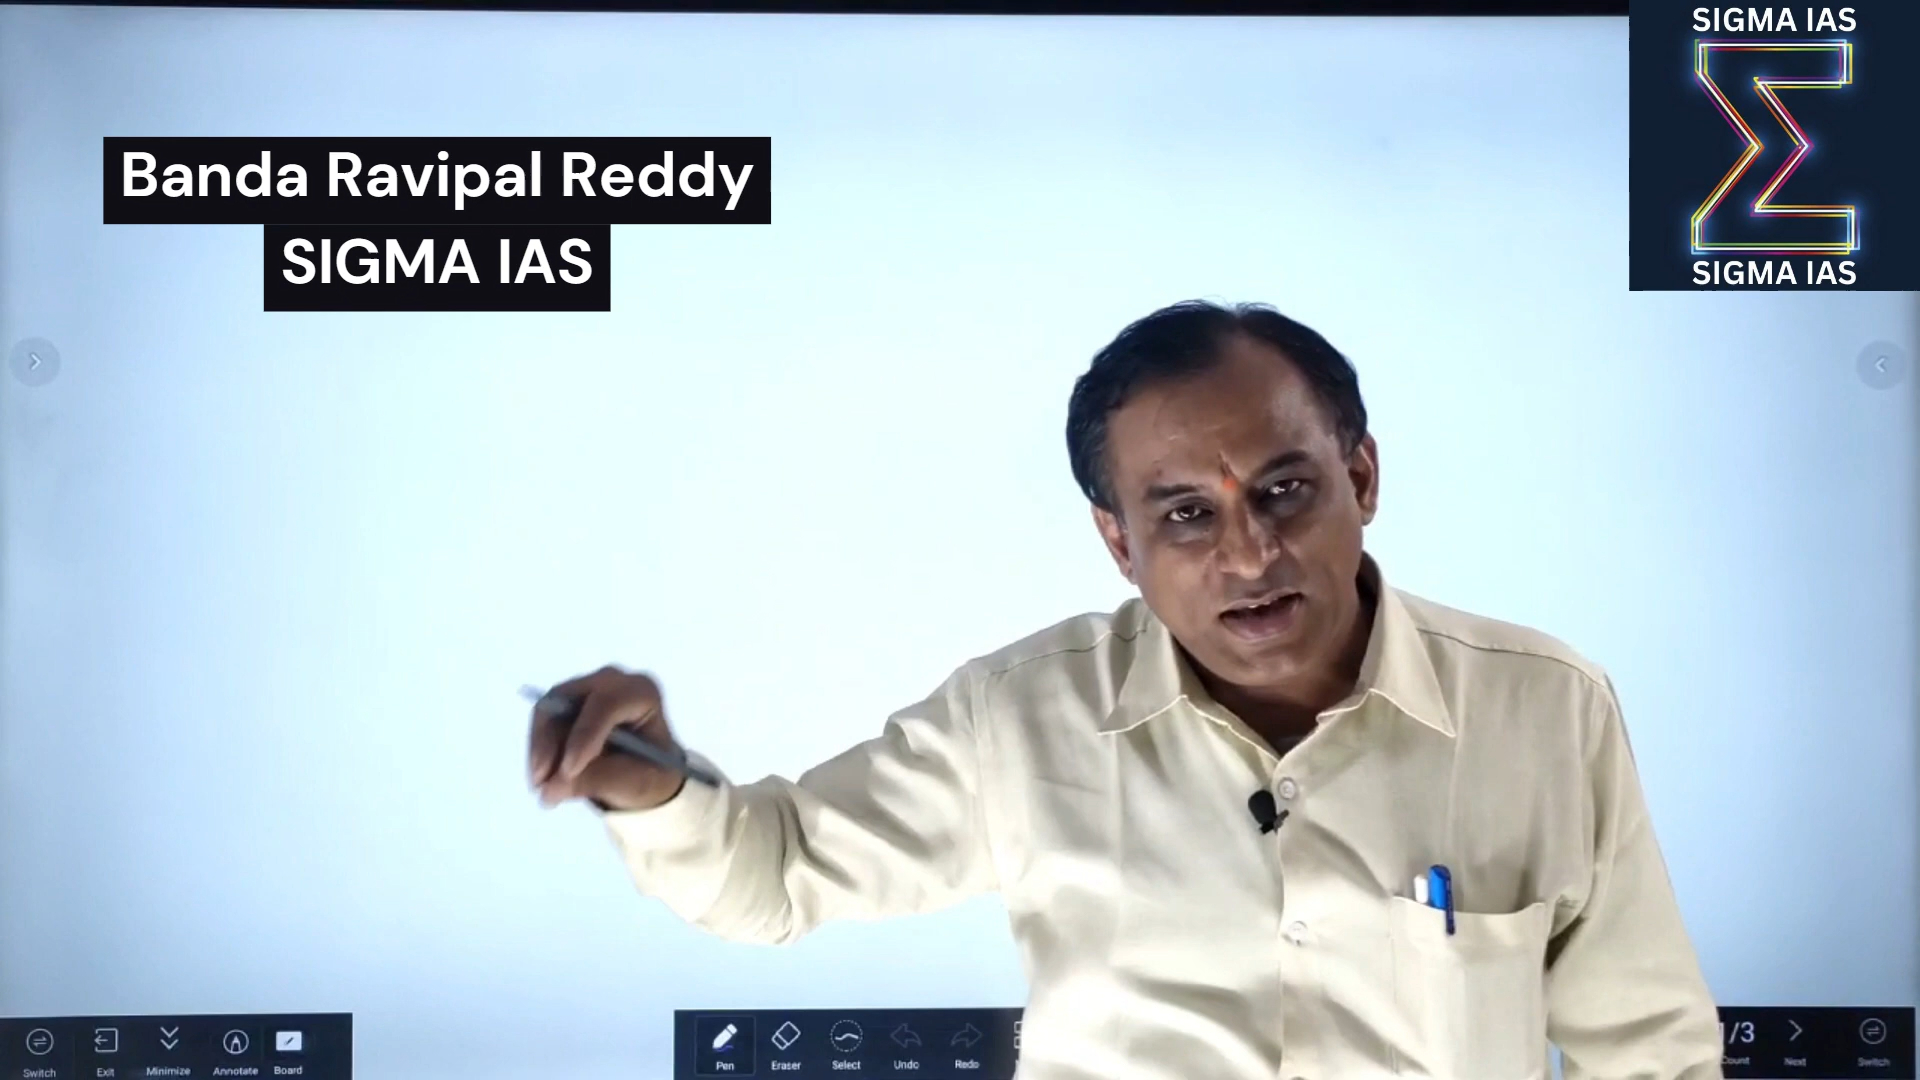 SIGMA IAS
SIGMA IAS
Banda Ravipal Reddy
SIGMA IAS
Switch
Exit
Minimize
Annotate
Board
Pen
Eraser
Select
Undo
Redo
/3
Next
Switch